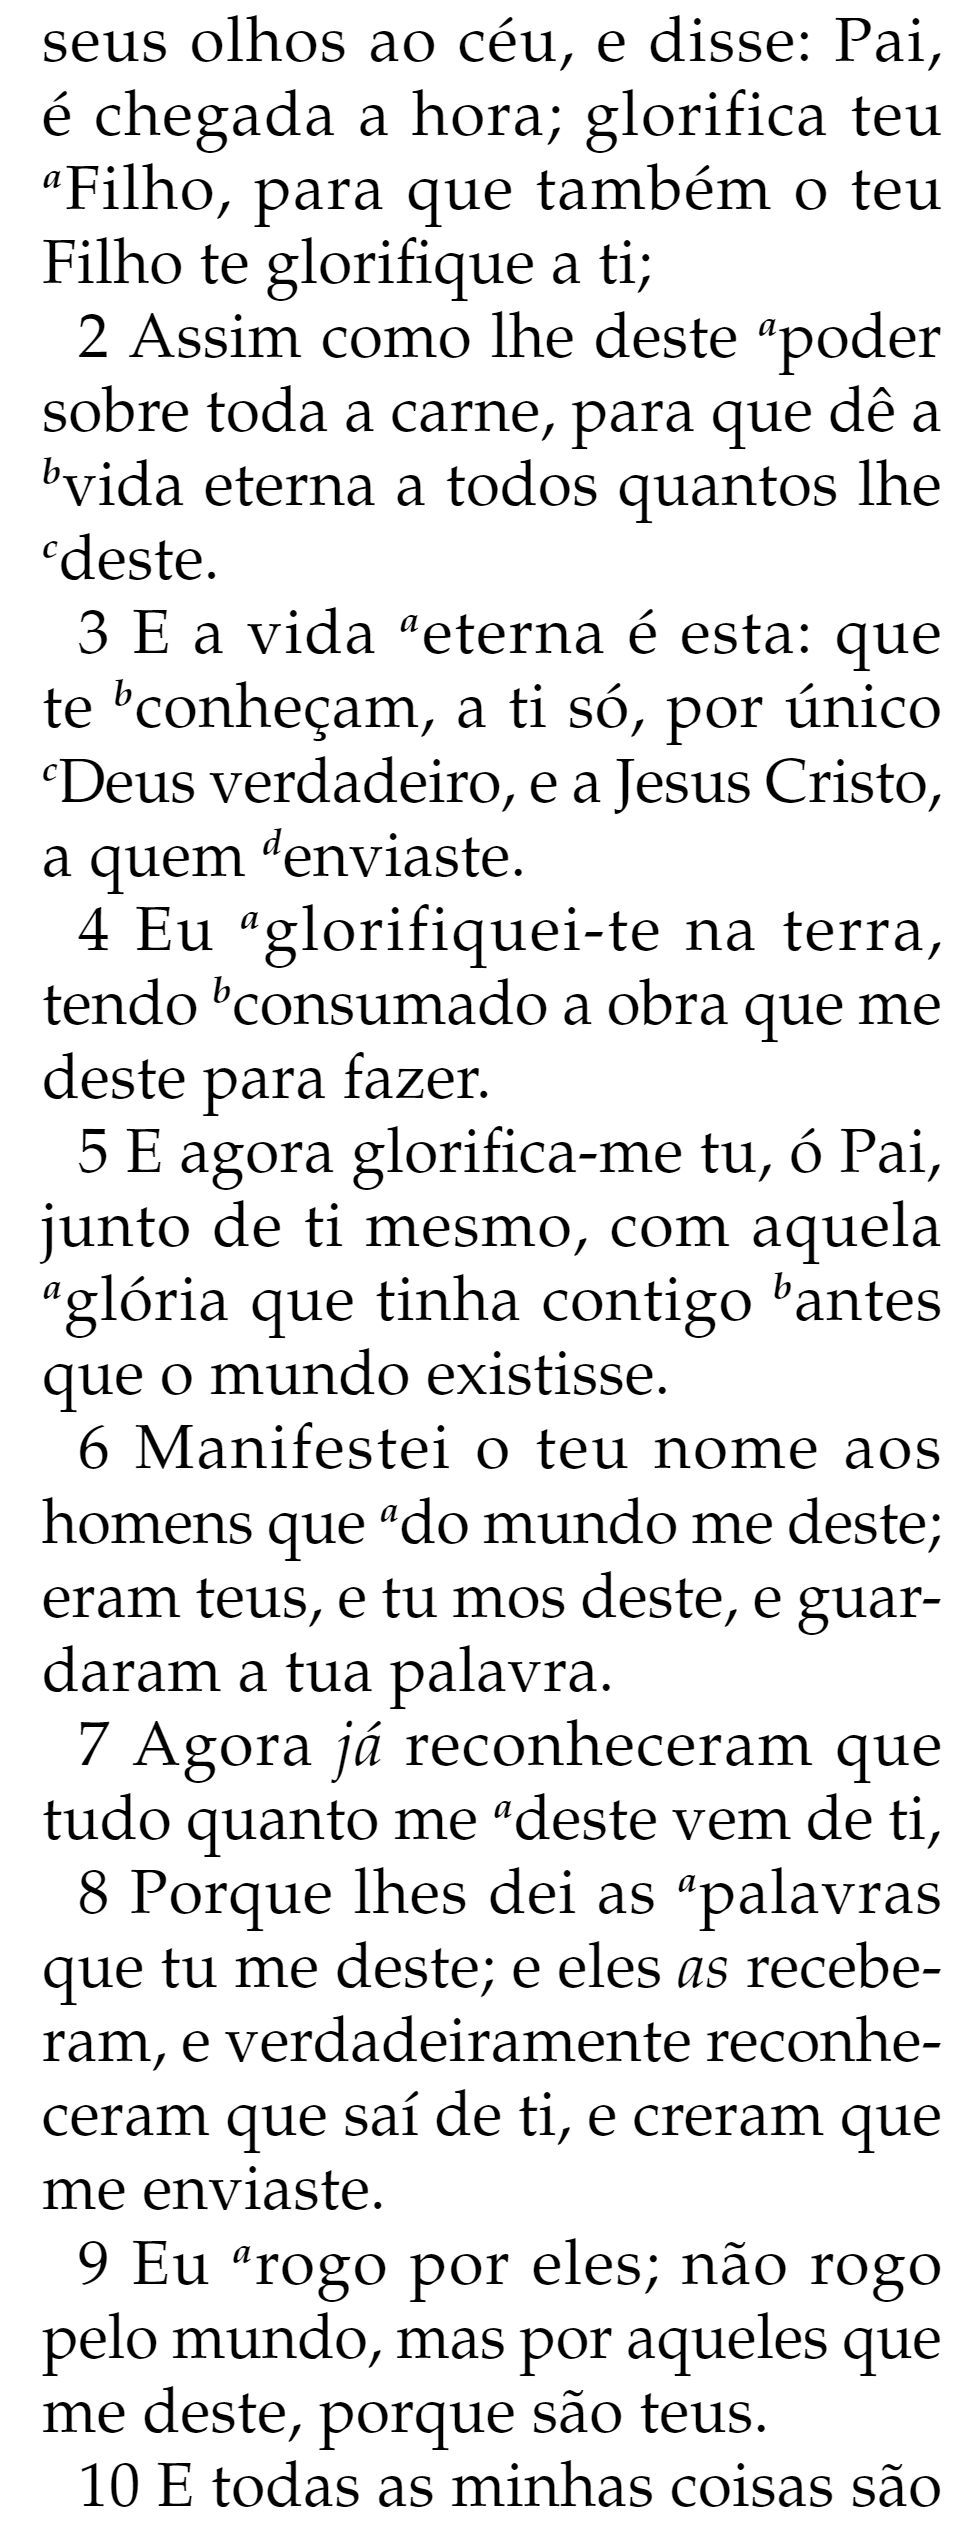 seus olhos ao céu, e disse: Pai,
é chegada a hora; glorifica teu
aFilho, para que também o teu
Filho te glorifique a ti;
2 Assim como lhe deste apoder
sobre toda a carne, para que dê a
bvida eterna a todos quantos lhe
cdeste.
3 E a vida aeterna é esta: que
te bconheçam, a ti só, por único
cDeus verdadeiro, e a Jesus Cristo,
a quem denviaste.
4 Eu aglorifiquei-te na terra,
tendo bconsumado a obra que me
deste para fazer.
5 E agora glorifica-me tu, ó Pai,
junto de ti mesmo, com aquela
aglória que tinha contigo bantes
que o mundo existisse.
6 Manifestei o teu nome aos
homens que ado mundo me deste;
eram teus, e tu mos deste, e guar-
daram a tua palavra.
7 Agora já reconheceram que
tudo quanto me adeste vem de ti,
8 Porque lhes dei as apalavras
que tu me deste; e eles as recebe-
ram, e verdadeiramente reconhe-
ceram que saí de ti, e creram que
me enviaste.
9 Eu arogo por eles; não rogo
pelo mundo, mas por aqueles que
me deste, porque são teus.
10 E todas as minhas coisas são